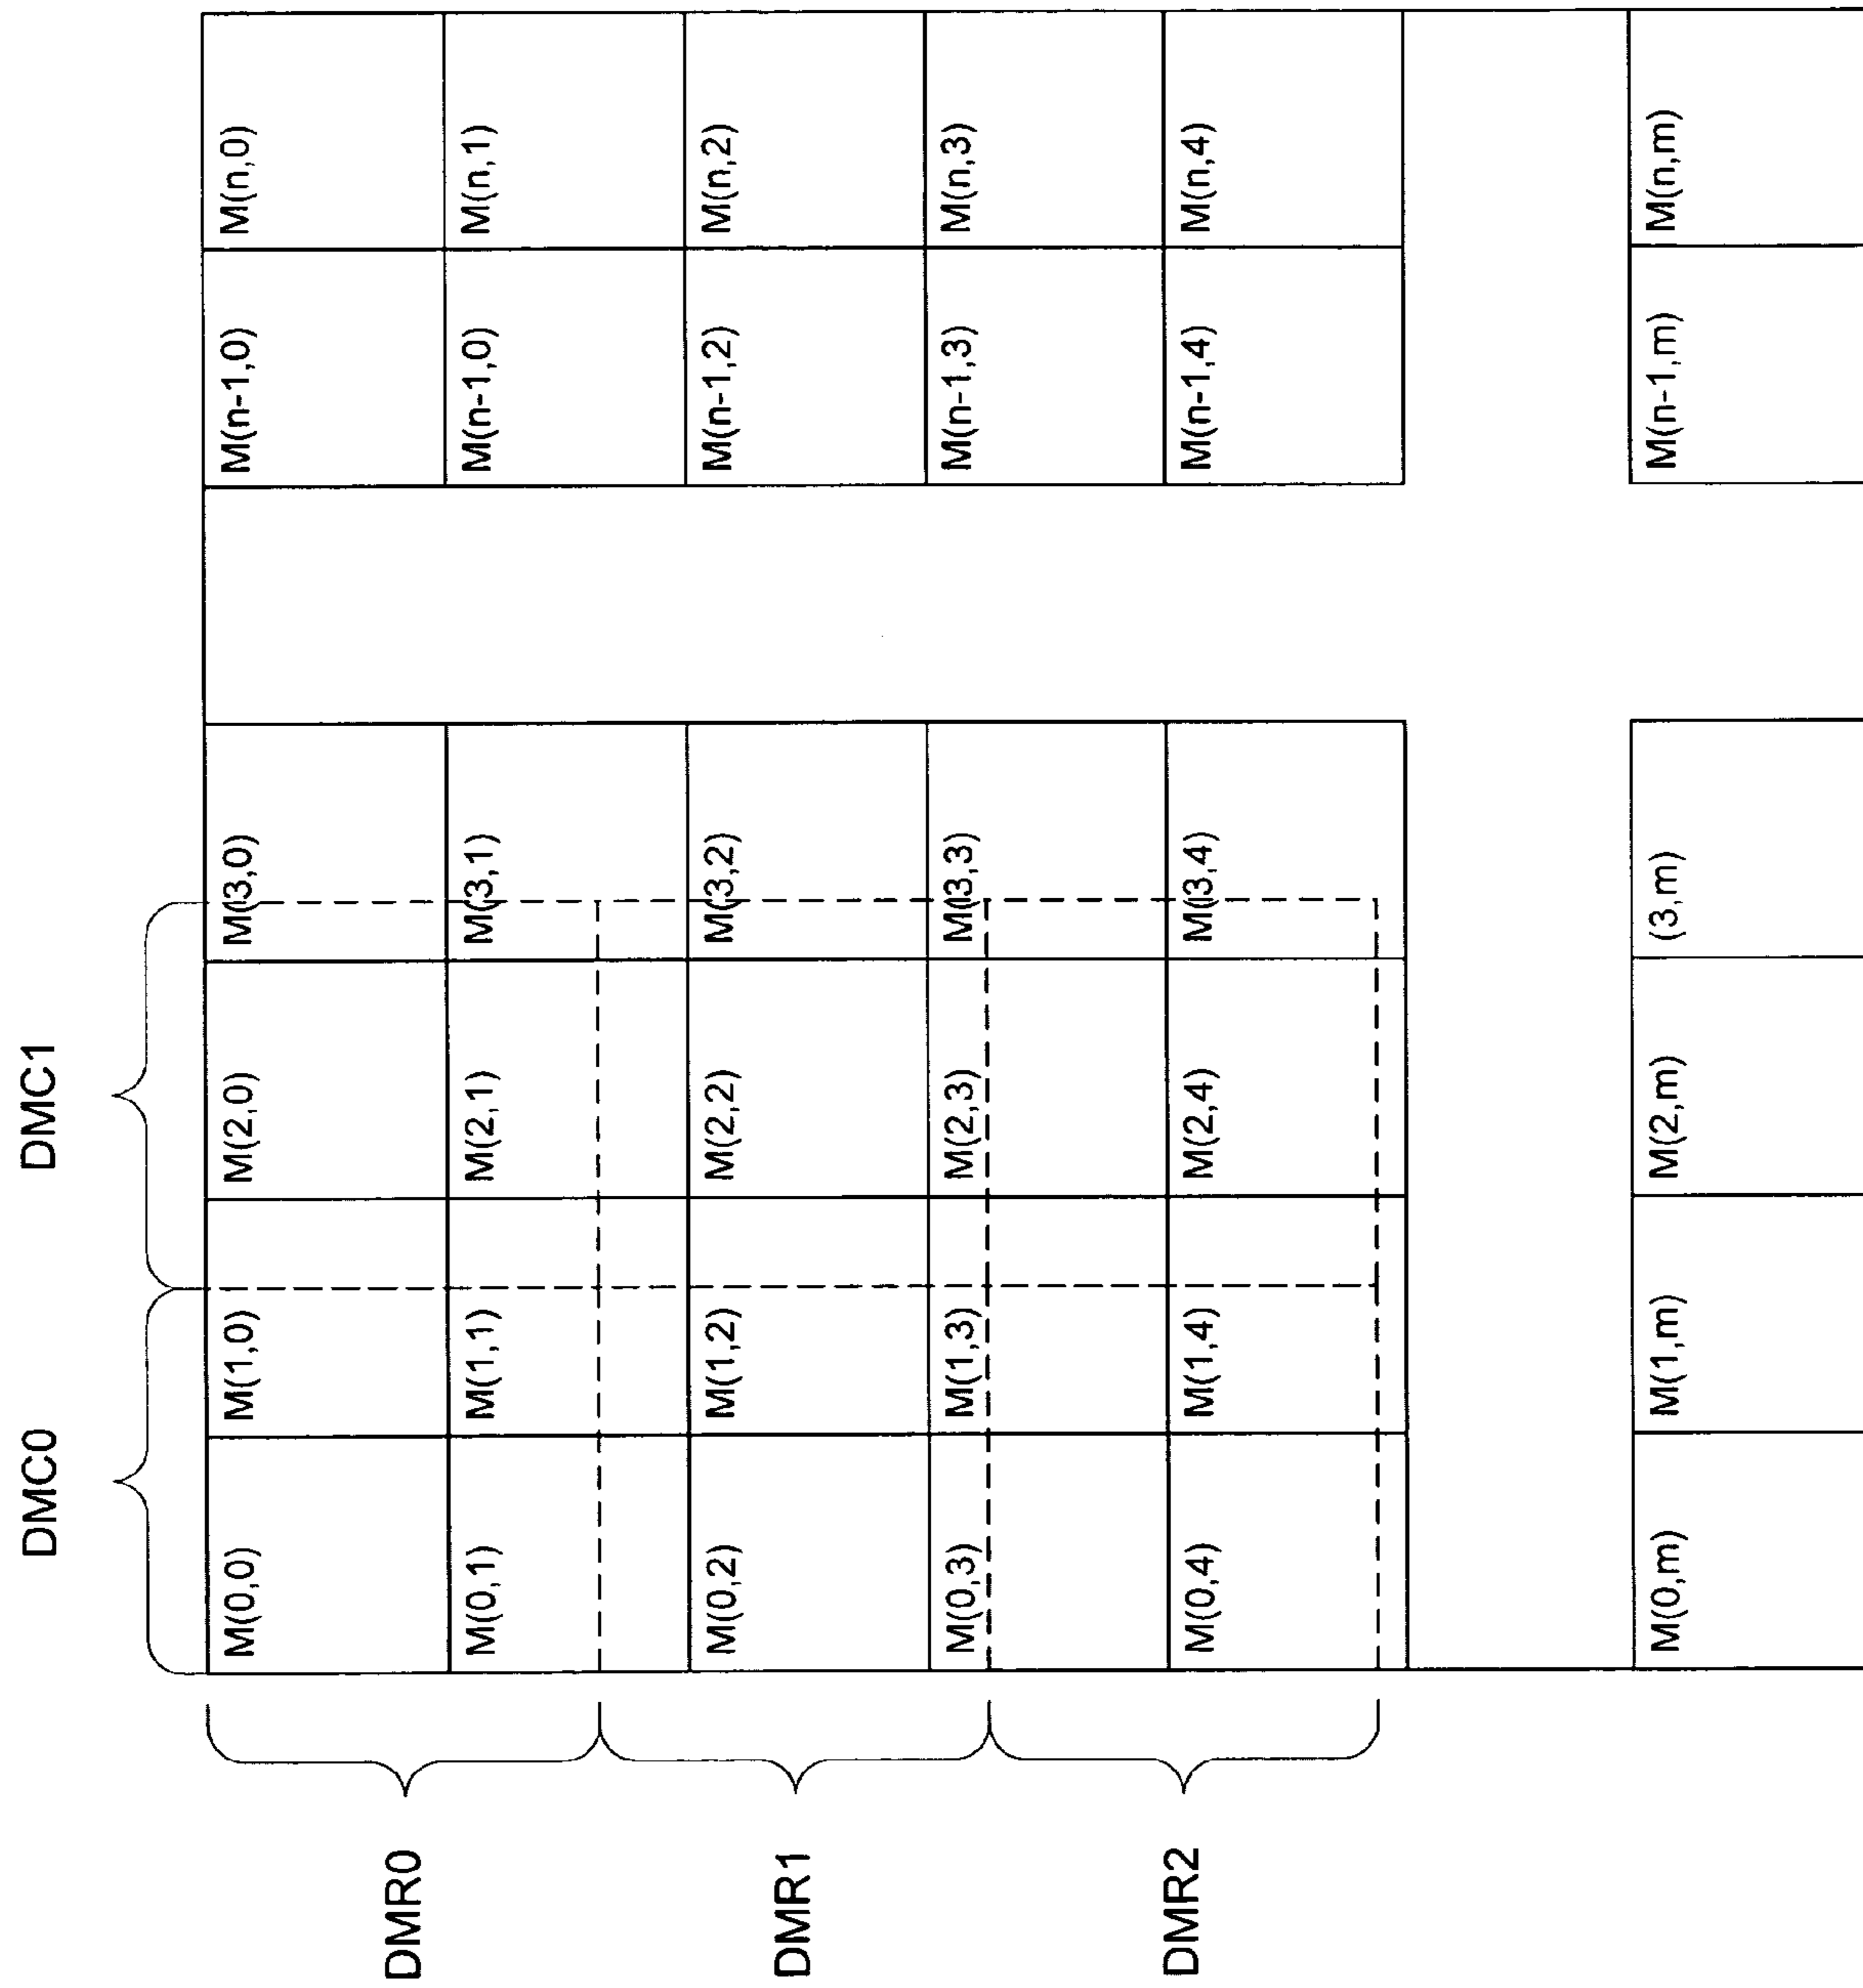 DMC0 DMC1
M(0,0) M(1,0) M(2,0) M(3,0) M(n-1,0) M(n,0)
DMR0
M(0,1) M(1,1) M(2,1) M(3,1) M(n-1,0) M(n,1)
M(0,2) M(1,2) M(2,2) M(3,2) M(n-1,2) M(n,2)
DMR1
M(0,3) M(1,3) M(2,3) M(3,3) M(n-1,3) M(n,3)
DMR2
M(0,4) M(1,4) M(2,4) M(3,4) M(n-1,4) M(n,4)
M(0,m) M(1,m) M(2,m) (3,m) M(n-1,m) M(n,m)